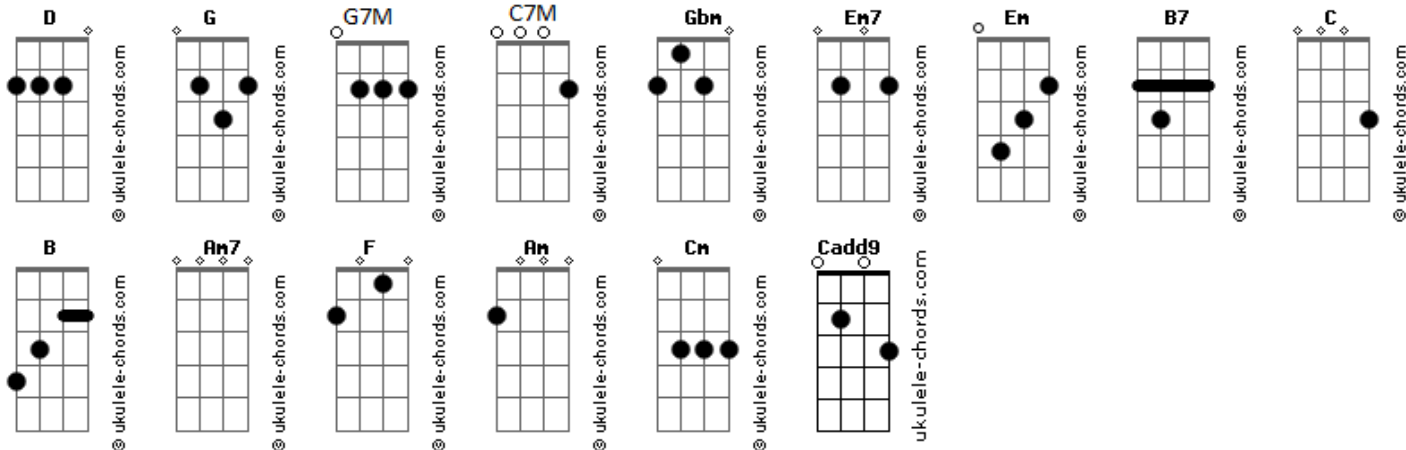 D G G7M C7M Gbm Em7 Em B7 C
© ukulele-chords.com © ukulele-chords.com © ukulele-chords.com © ukulele-chords.com © ukulele-chords.com © ukulele-chords.com © ukulele-chords.com © ukulele-chords.com © ukulele-chords.com
B Am7 F Am Cm Cadd9
© ukulele-chords.com © ukulele-chords.com © ukulele-chords.com © ukulele-chords.com © ukulele-chords.com ukulele-chords.com